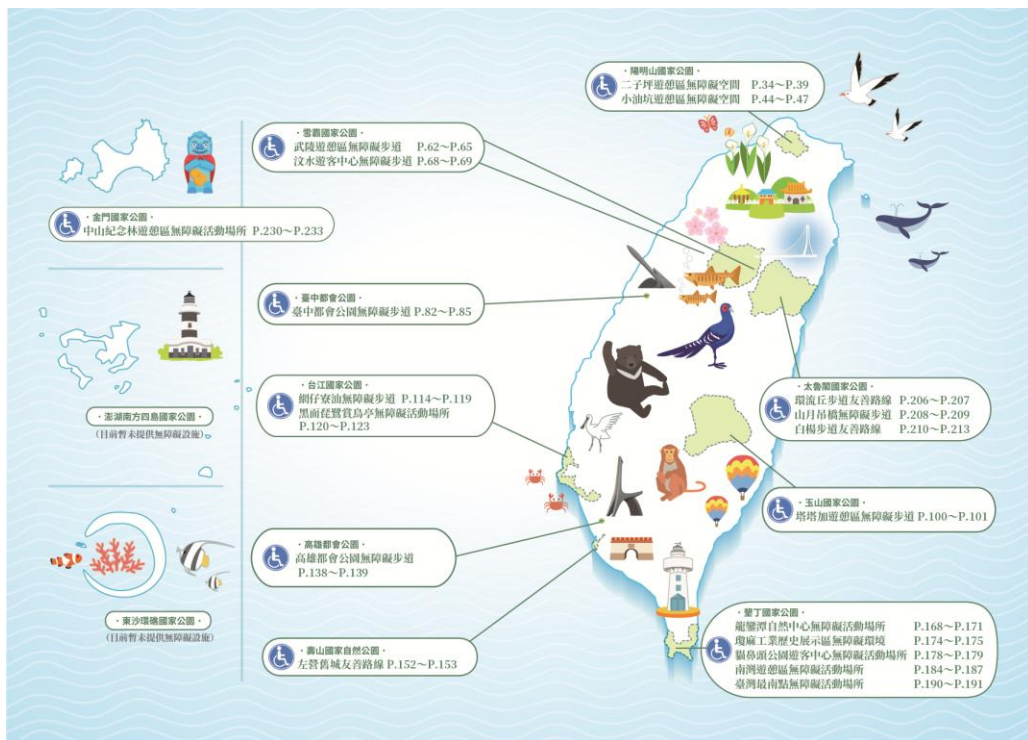 ·陽明山國家公園·
二子坪遊憩區無障礙空間 P.34～P.39
小油坑遊憩區無障礙空間 P.44～P.47
·雪霸國家公園·
武陵遊憩區無障礙步道 P.62～P.65
汶水遊客中心無障礙步道 P.68～P.69
·金門國家公園·
中山紀念林遊憩區無障礙活動場所 P.230～P.233
·臺中都會公園·
臺中都會公園無障礙步道 P.82～P.85
·台江國家公園·
網仔寮汕無障礙步道 P.114～P.119
黑面琵鷺賞鳥亭無障礙活動場所
P.120～P.123
·太魯閣國家公園·
環流丘步道友善路線 P.206～P.207
山月吊橋無障礙步道 P.208～P.209
白楊步道友善路線 P.210～P.213
·澎湖南方四島國家公園·
(目前暫未提供無障礙設施)
·玉山國家公園·
塔塔加遊憩區無障礙步道 P.100～P.101
·高雄都會公園·
高雄都會公園無障礙步道
P.138～P.139
·東沙環礁國家公園·
(目前暫未提供無障礙設施)
·壽山國家自然公園·
左營舊城友善路線 P.152～P.153
·墾丁國家公園·
龍鑾潭自然中心無障礙活動場所 P.168～P.171
瓊麻工業歷史展示區無障礙環境 P.174～P.175
貓鼻頭公園遊客中心無障礙活動場所 P.178～P.179
南灣遊憩區無障礙活動場所 P.184～P.187
臺灣最南點無障礙活動場所 P.190～P.191